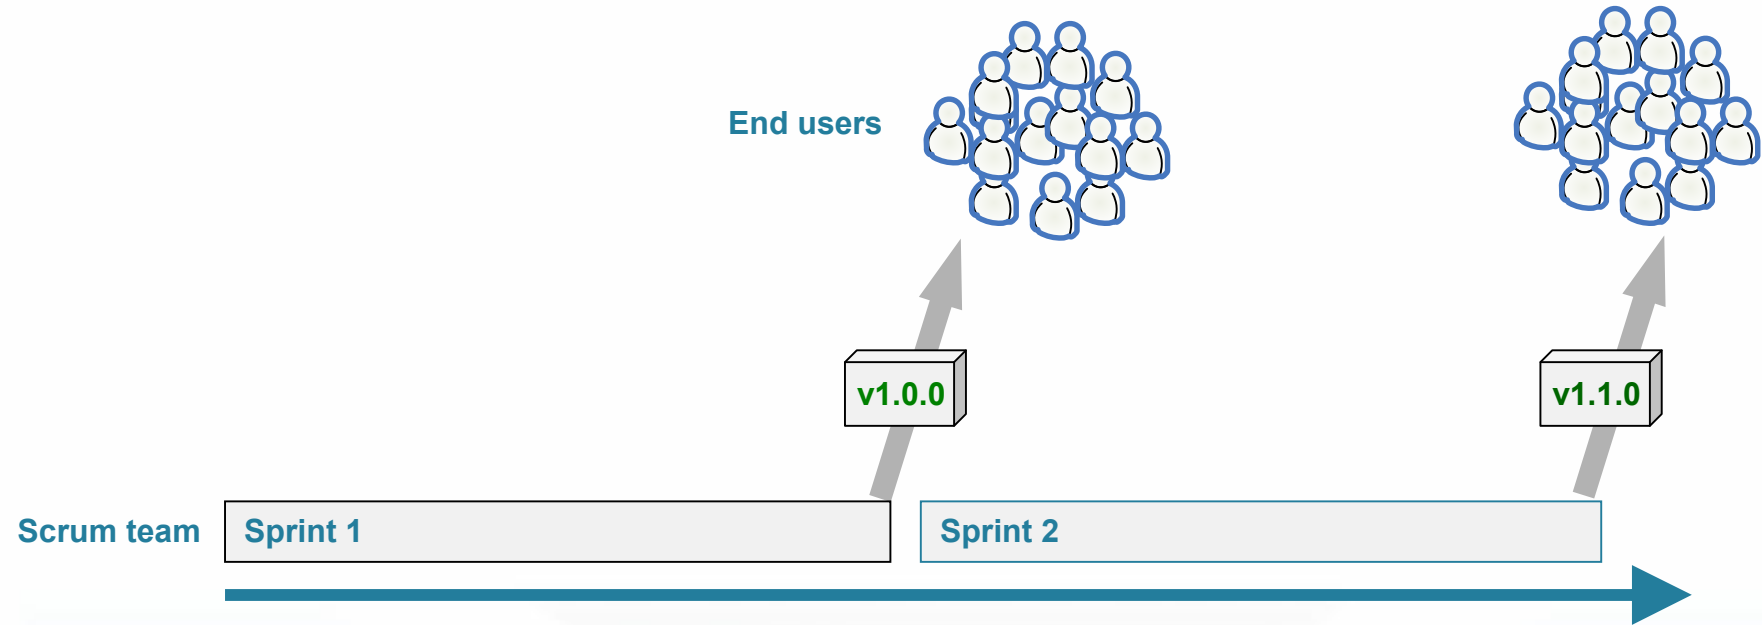 End users
v1.0.0
v1.1.0
Scrum team
Sprint 1
Sprint 2